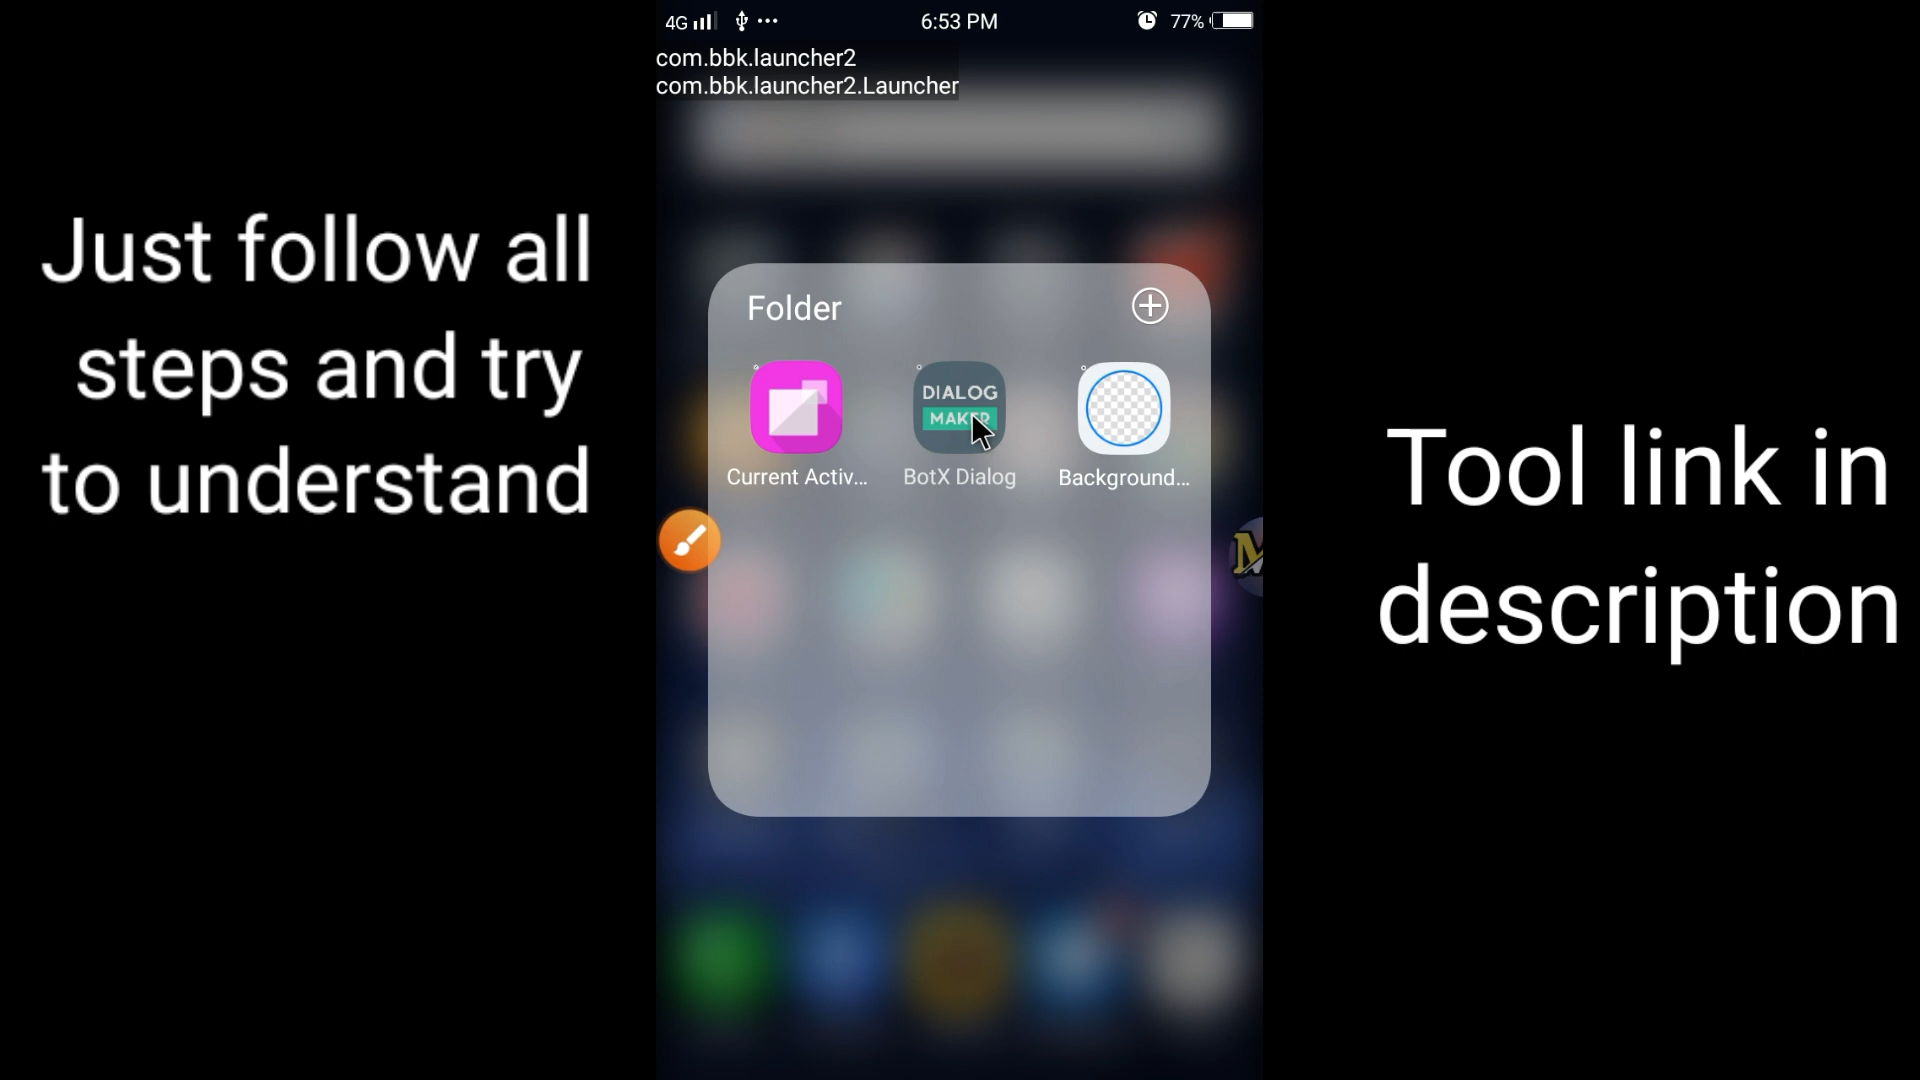 4G 6:53 PM 77%
com.bbk.launcher2
com.bbk.launcher2.Launcher
Just follow all
steps and try
to understand
Folder
DIALOG
MAKER
Current Activ...
BotX Dialog
Background...
M
Tool link in
description